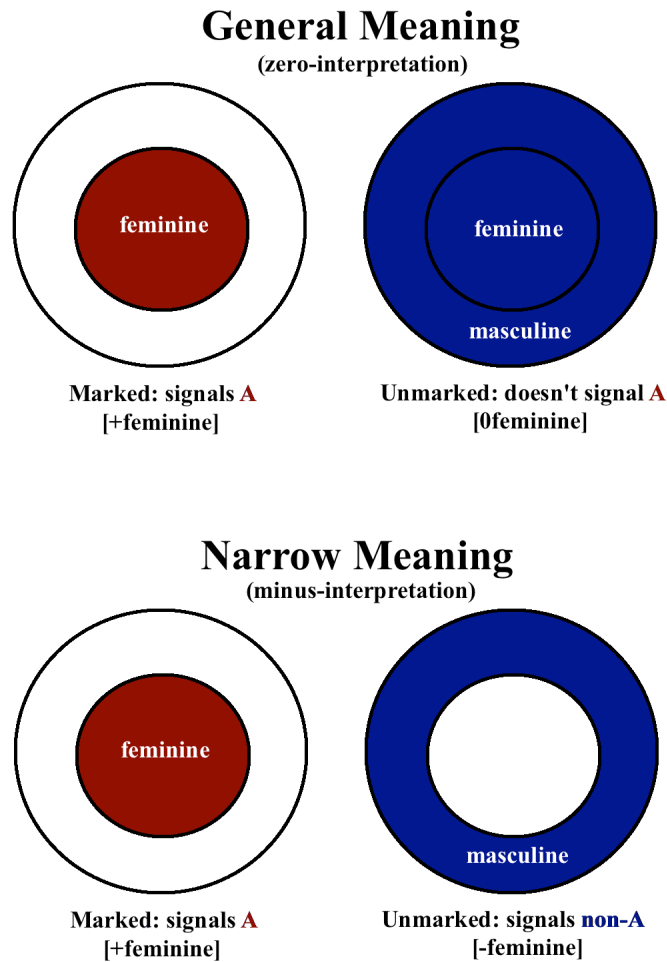 General Meaning
(zero-interpretation)
feminine
feminine
masculine
Marked: signals A
[+feminine]
Unmarked: doesn't signal A
[0feminine]
Narrow Meaning
(minus-interpretation)
feminine
masculine
Marked: signals A
[+feminine]
Unmarked: signals non-A
[-feminine]